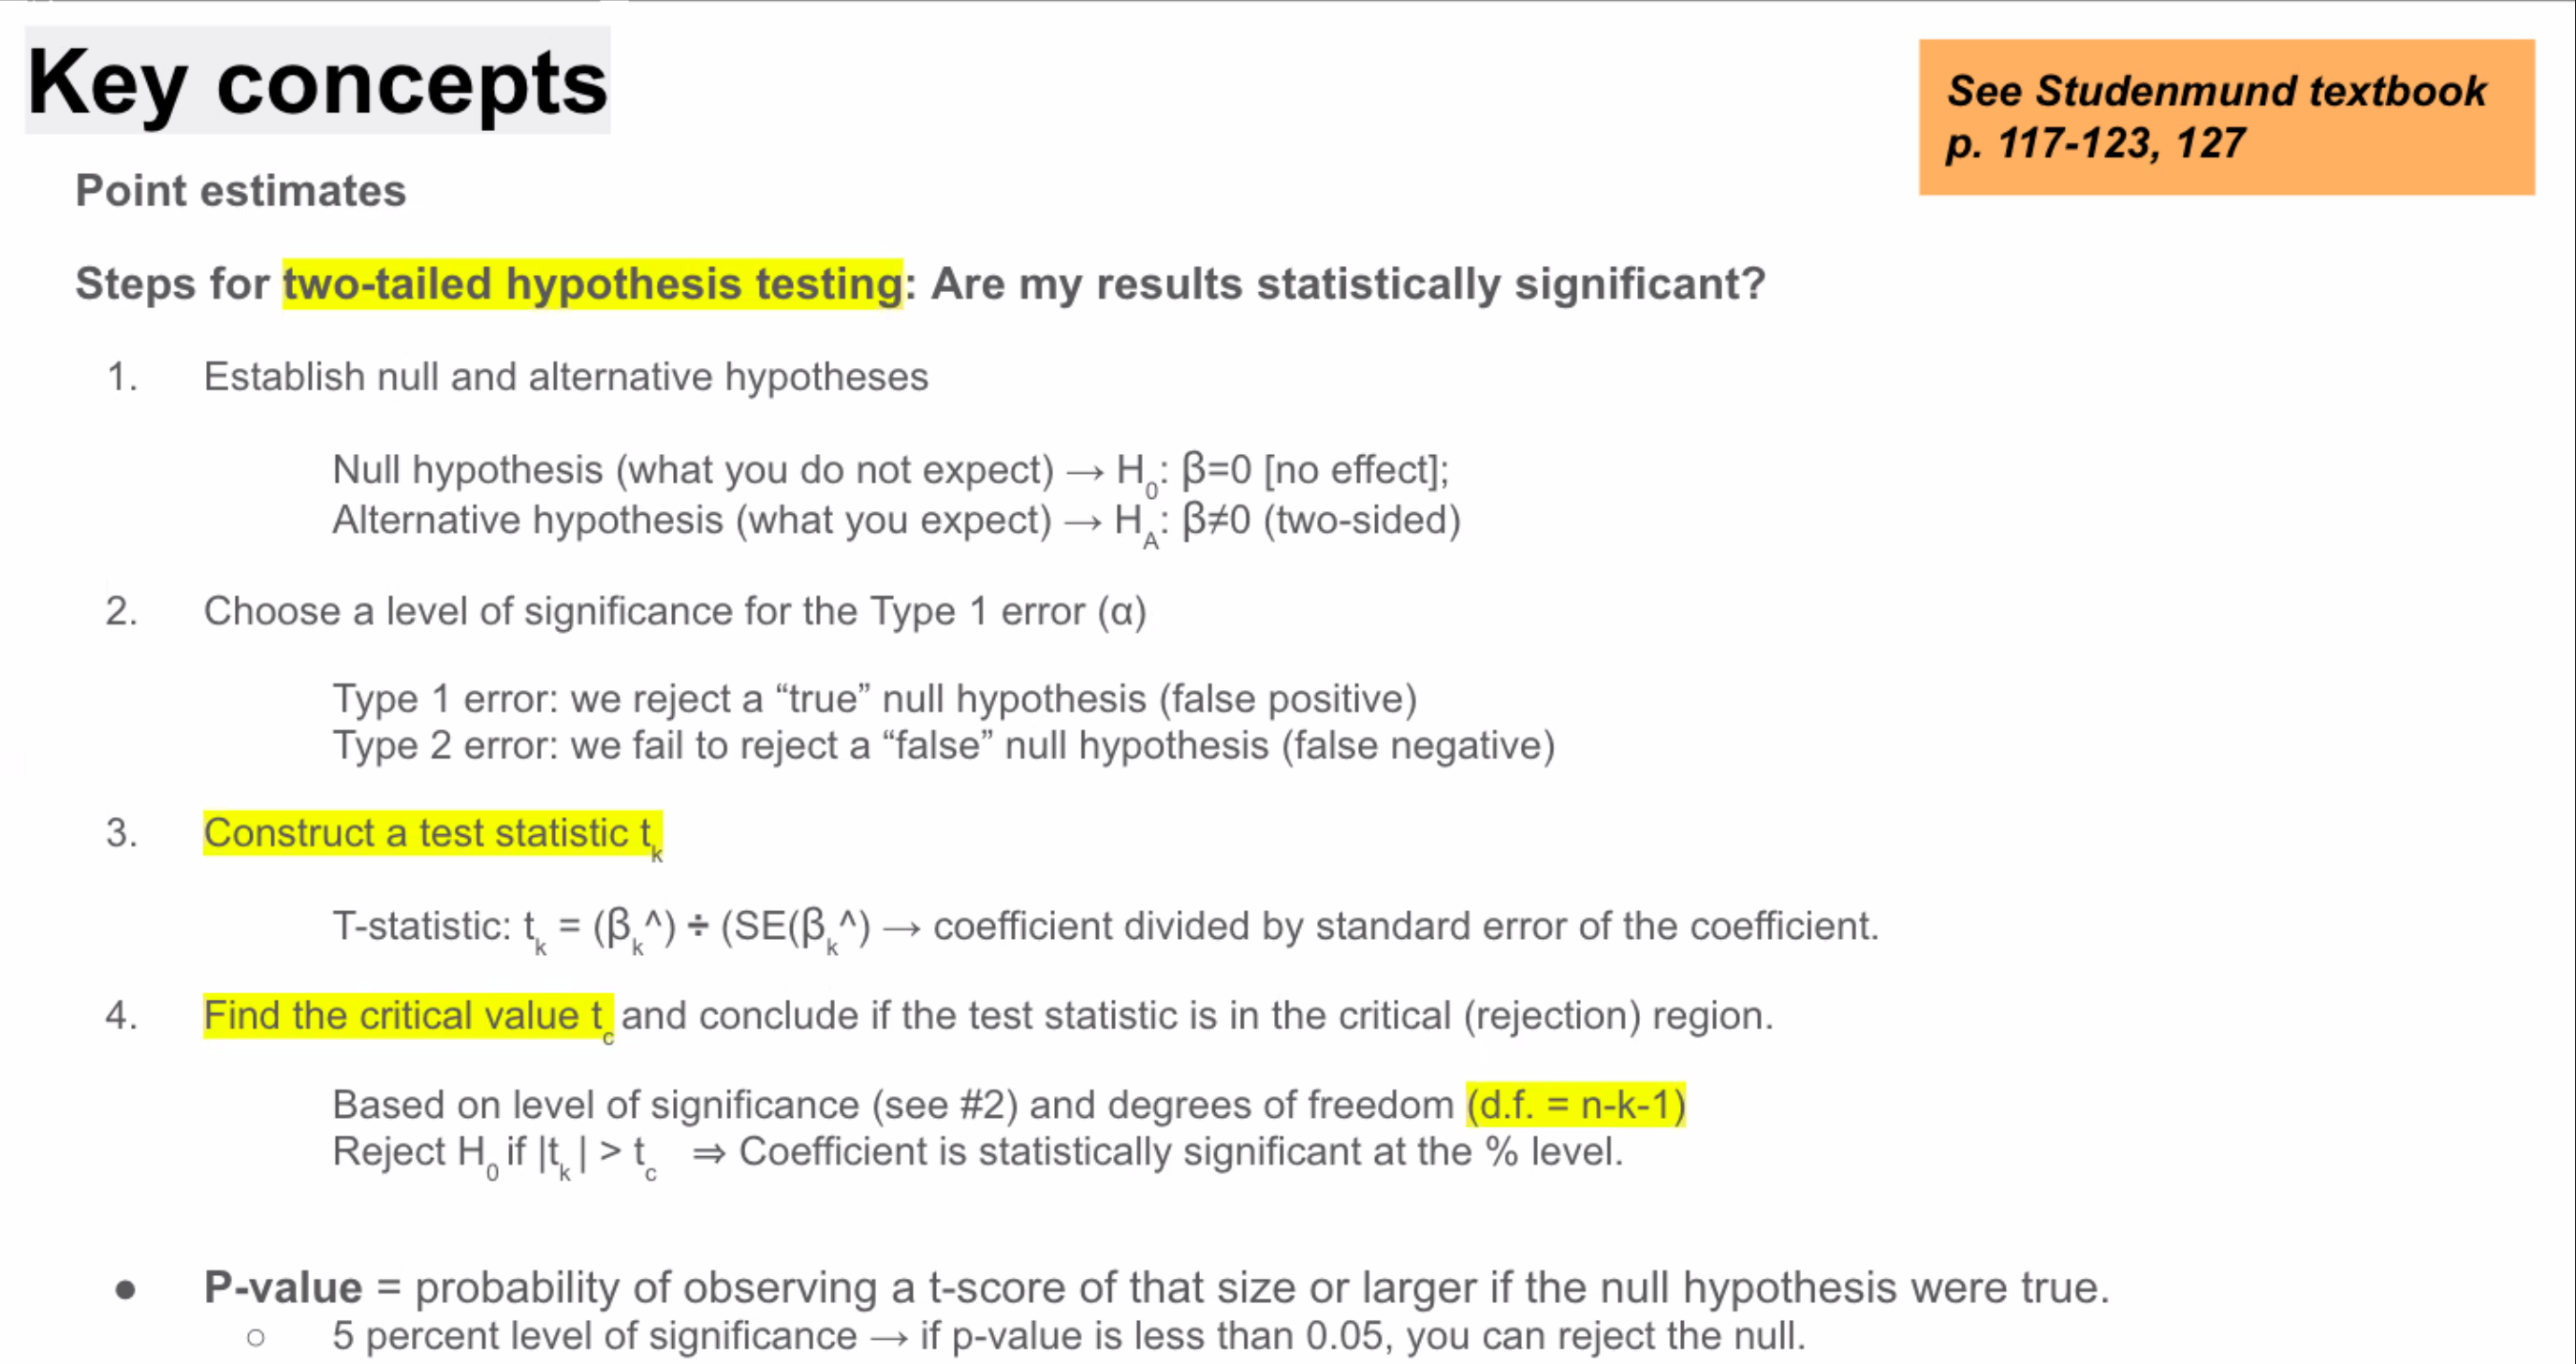 Key concepts
See Studenmund textbook
p. 117-123, 127
Point estimates
Steps for two-tailed hypothesis testing: Are my results statistically significant?
1. Establish null and alternative hypotheses
Null hypothesis (what you do not expect) → H₀: β=0 [no effect];
Alternative hypothesis (what you expect) → H_A: β≠0 (two-sided)
2. Choose a level of significance for the Type 1 error (α)
Type 1 error: we reject a “true” null hypothesis (false positive)
Type 2 error: we fail to reject a “false” null hypothesis (false negative)
3. Construct a test statistic t_k
T-statistic: t_k = (β_k^) ÷ (SE(β_k^) → coefficient divided by standard error of the coefficient.
4. Find the critical value t_c and conclude if the test statistic is in the critical (rejection) region.
Based on level of significance (see #2) and degrees of freedom (d.f. = n-k-1)
Reject H₀ if |t_k| > t_c ⇒ Coefficient is statistically significant at the % level.
● P-value = probability of observing a t-score of that size or larger if the null hypothesis were true.
○ 5 percent level of significance → if p-value is less than 0.05, you can reject the null.